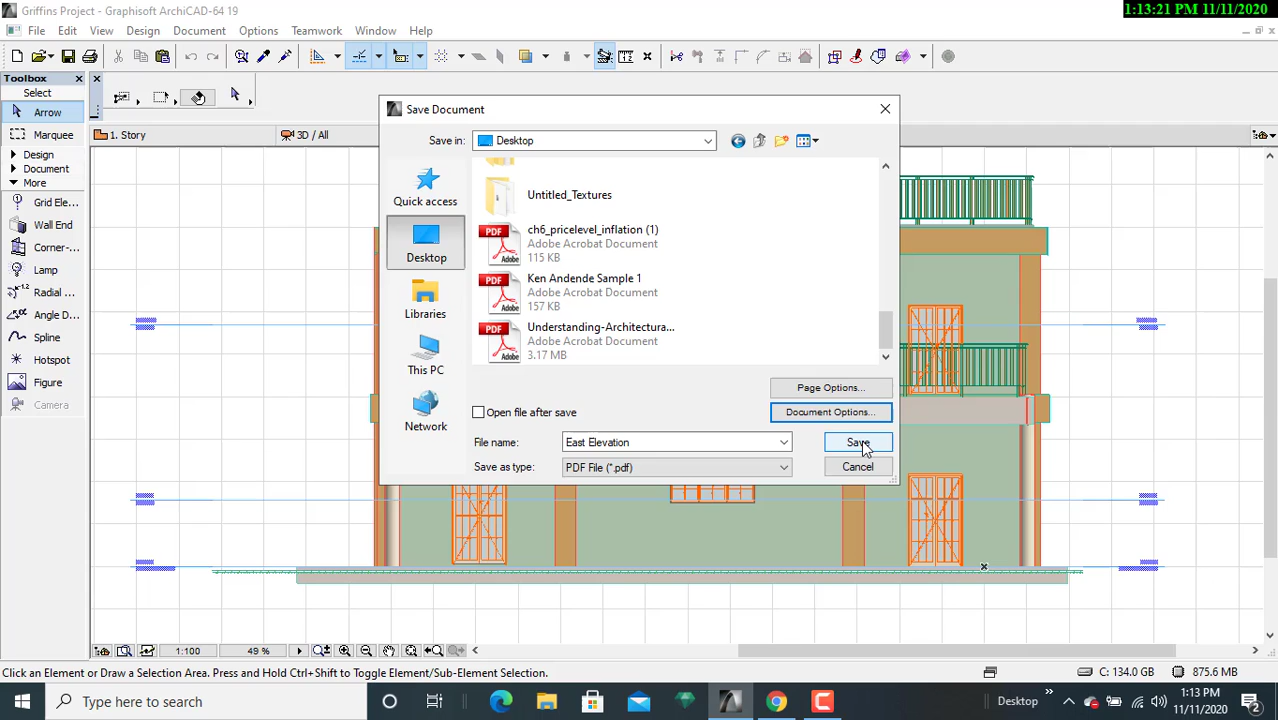 Griffins Project - Graphisoft ArchiCAD-64 19
1:13:21 PM 11/11/2020
File Edit View Design Document Options Teamwork Window Help
Toolbox
Select
Arrow
Marquee
Design
Document
More
Grid Ele...
Wall End
Corner-...
Lamp
Radial ...
Angle D...
Spline
Hotspot
Figure
Camera
1. Story
3D / All
Save Document
Save in:
Desktop
Quick access
Desktop
Libraries
This PC
Network
Untitled_Textures
PDF
Adobe
ch6_pricelevel_inflation (1)
Adobe Acrobat Document
115 KB
PDF
Adobe
Ken Andende Sample 1
Adobe Acrobat Document
157 KB
PDF
Adobe
Understanding-Architectura...
Adobe Acrobat Document
3.17 MB
Page Options...
Open file after save
Document Options...
File name:
East Elevation
Save
Save as type:
PDF File (*.pdf)
Cancel
1:100
49 %
Click an Element or Draw a Selection Area. Press and Hold Ctrl+Shift to Toggle Element/Sub-Element Selection.
C: 134.0 GB
875.6 MB
Type here to search
Desktop
1:13 PM
11/11/2020
2